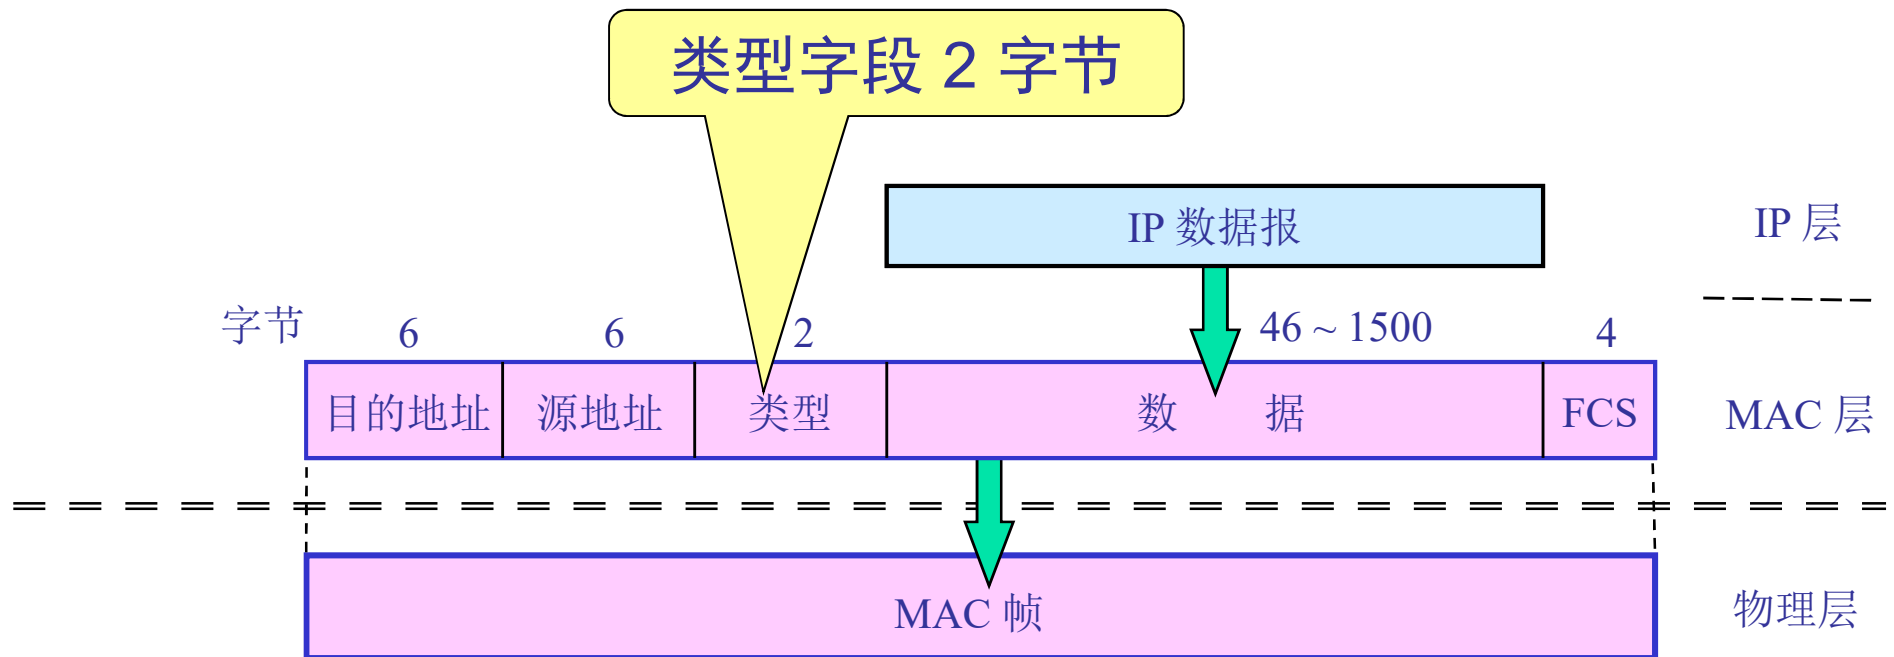 类型字段 2 字节
IP 数据报
IP 层
字节 6 6 2 46 ~ 1500 4
目的地址 源地址 类型 数 据 FCS MAC 层
MAC 帧 物理层